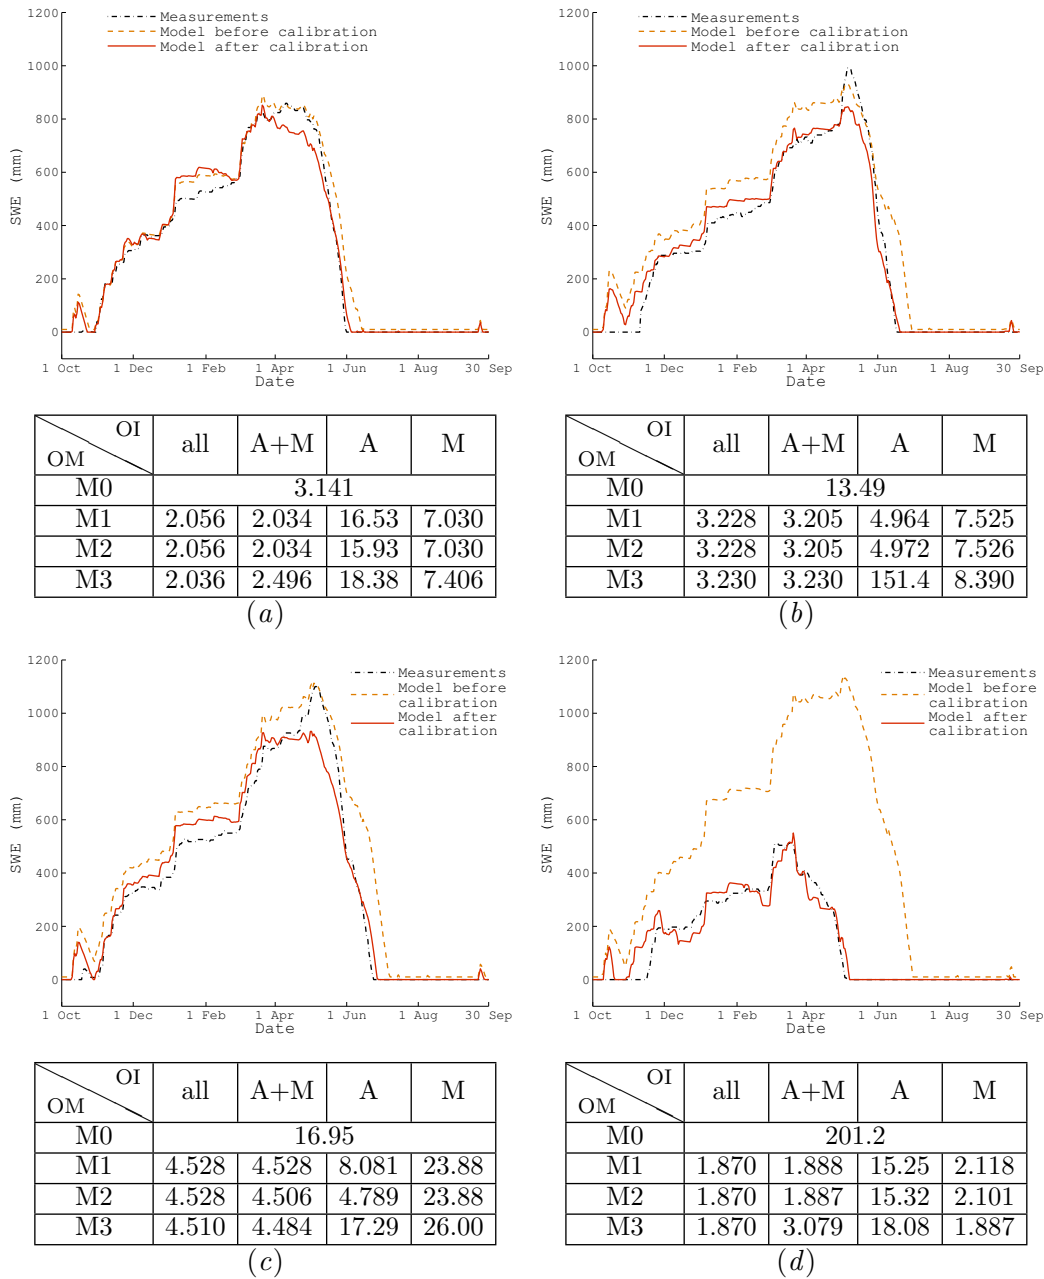 1200
1000
800
600
400
200
0
SWE (mm)
Measurements
Model before calibration
Model after calibration
1 Oct 1 Dec 1 Feb 1 Apr 1 Jun 1 Aug 30 Sep
Date
OI
OM
all A+M A M
M0 3.141
M1 2.056 2.034 16.53 7.030
M2 2.056 2.034 15.93 7.030
M3 2.036 2.496 18.38 7.406
(a)
1200
1000
800
600
400
200
0
SWE (mm)
Measurements
Model before calibration
Model after calibration
1 Oct 1 Dec 1 Feb 1 Apr 1 Jun 1 Aug 30 Sep
Date
OI
OM
all A+M A M
M0 13.49
M1 3.228 3.205 4.964 7.525
M2 3.228 3.205 4.972 7.526
M3 3.230 3.230 151.4 8.390
(b)
1200
1000
800
600
400
200
0
SWE (mm)
Measurements
Model before
calibration
Model after
calibration
1 Oct 1 Dec 1 Feb 1 Apr 1 Jun 1 Aug 30 Sep
Date
OI
OM
all A+M A M
M0 16.95
M1 4.528 4.528 8.081 23.88
M2 4.528 4.506 4.789 23.88
M3 4.510 4.484 17.29 26.00
(c)
1200
1000
800
600
400
200
0
SWE (mm)
Measurements
Model before
calibration
Model after
calibration
1 Oct 1 Dec 1 Feb 1 Apr 1 Jun 1 Aug 30 Sep
Date
OI
OM
all A+M A M
M0 201.2
M1 1.870 1.888 15.25 2.118
M2 1.870 1.887 15.32 2.101
M3 1.870 3.079 18.08 1.887
(d)